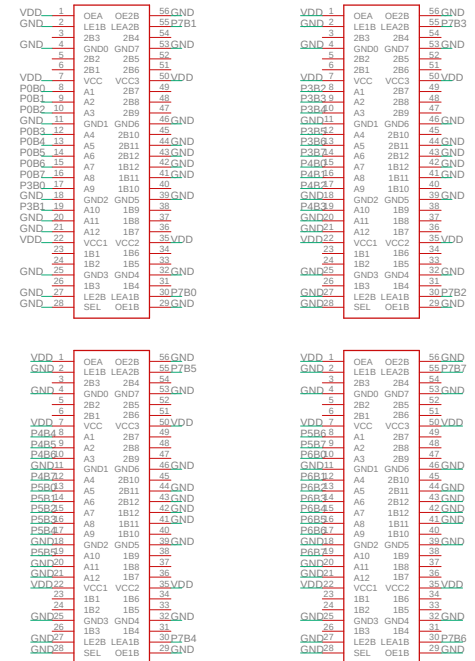 VDD 1 OEA OE2B 56 GND
GND 2 LE1B LEA2B 55 P7B1
3 2B3 2B4 54
GND 4 GND0 GND7 53 GND
5 2B2 2B5 52
6 2B1 2B6 51
VDD 7 VCC VCC3 50 VDD
P0B0 8 A1 2B7 49
P0B1 9 A2 2B8 48
P0B2 10 A3 2B9 47
GND 11 GND1 GND6 46 GND
P0B3 12 A4 2B10 45
P0B4 13 A5 2B11 44 GND
P0B5 14 A6 2B12 43 GND
P0B6 15 A7 1B12 42 GND
P0B7 16 A8 1B11 41 GND
P3B0 17 A9 1B10 40
GND 18 GND2 GND5 39 GND
P3B1 19 A10 1B9 38
GND 20 A11 1B8 37
GND 21 A12 1B7 36
VDD 22 VCC1 VCC2 35 VDD
23 1B1 1B6 34
24 1B2 1B5 33
GND 25 GND3 GND4 32 GND
26 1B3 1B4 31
GND 27 LE2B LEA1B 30 P7B0
GND 28 SEL OE1B 29 GND
VDD 1 OEA OE2B 56 GND
GND 2 LE1B LEA2B 55 P7B3
3 2B3 2B4 54
GND 4 GND0 GND7 53 GND
5 2B2 2B5 52
6 2B1 2B6 51
VDD 7 VCC VCC3 50 VDD
P3B2 8 A1 2B7 49
P3B3 9 A2 2B8 48
P3B4 10 A3 2B9 47
GND 11 GND1 GND6 46 GND
P3B5 12 A4 2B10 45
P3B6 13 A5 2B11 44 GND
P3B7 14 A6 2B12 43 GND
P4B0 15 A7 1B12 42 GND
P4B1 16 A8 1B11 41 GND
P4B2 17 A9 1B10 40
GND 18 GND2 GND5 39 GND
P4B3 19 A10 1B9 38
GND 20 A11 1B8 37
GND 21 A12 1B7 36
VDD 22 VCC1 VCC2 35 VDD
23 1B1 1B6 34
24 1B2 1B5 33
GND 25 GND3 GND4 32 GND
26 1B3 1B4 31
GND 27 LE2B LEA1B 30 P7B2
GND 28 SEL OE1B 29 GND
VDD 1 OEA OE2B 56 GND
GND 2 LE1B LEA2B 55 P7B5
3 2B3 2B4 54
GND 4 GND0 GND7 53 GND
5 2B2 2B5 52
6 2B1 2B6 51
VDD 7 VCC VCC3 50 VDD
P4B4 8 A1 2B7 49
P4B5 9 A2 2B8 48
P4B6 10 A3 2B9 47
GND 11 GND1 GND6 46 GND
P4B7 12 A4 2B10 45
P5B0 13 A5 2B11 44 GND
P5B1 14 A6 2B12 43 GND
P5B2 15 A7 1B12 42 GND
P5B3 16 A8 1B11 41 GND
P5B4 17 A9 1B10 40
GND 18 GND2 GND5 39 GND
P5B5 19 A10 1B9 38
GND 20 A11 1B8 37
GND 21 A12 1B7 36
VDD 22 VCC1 VCC2 35 VDD
23 1B1 1B6 34
24 1B2 1B5 33
GND 25 GND3 GND4 32 GND
26 1B3 1B4 31
GND 27 LE2B LEA1B 30 P7B4
GND 28 SEL OE1B 29 GND
VDD 1 OEA OE2B 56 GND
GND 2 LE1B LEA2B 55 P7B7
3 2B3 2B4 54
GND 4 GND0 GND7 53 GND
5 2B2 2B5 52
6 2B1 2B6 51
VDD 7 VCC VCC3 50 VDD
P5B6 8 A1 2B7 49
P5B7 9 A2 2B8 48
P6B0 10 A3 2B9 47
GND 11 GND1 GND6 46 GND
P6B1 12 A4 2B10 45
P6B2 13 A5 2B11 44 GND
P6B3 14 A6 2B12 43 GND
P6B4 15 A7 1B12 42 GND
P6B5 16 A8 1B11 41 GND
P6B6 17 A9 1B10 40
GND 18 GND2 GND5 39 GND
P6B7 19 A10 1B9 38
GND 20 A11 1B8 37
GND 21 A12 1B7 36
VDD 22 VCC1 VCC2 35 VDD
23 1B1 1B6 34
24 1B2 1B5 33
GND 25 GND3 GND4 32 GND
26 1B3 1B4 31
GND 27 LE2B LEA1B 30 P7B6
GND 28 SEL OE1B 29 GND